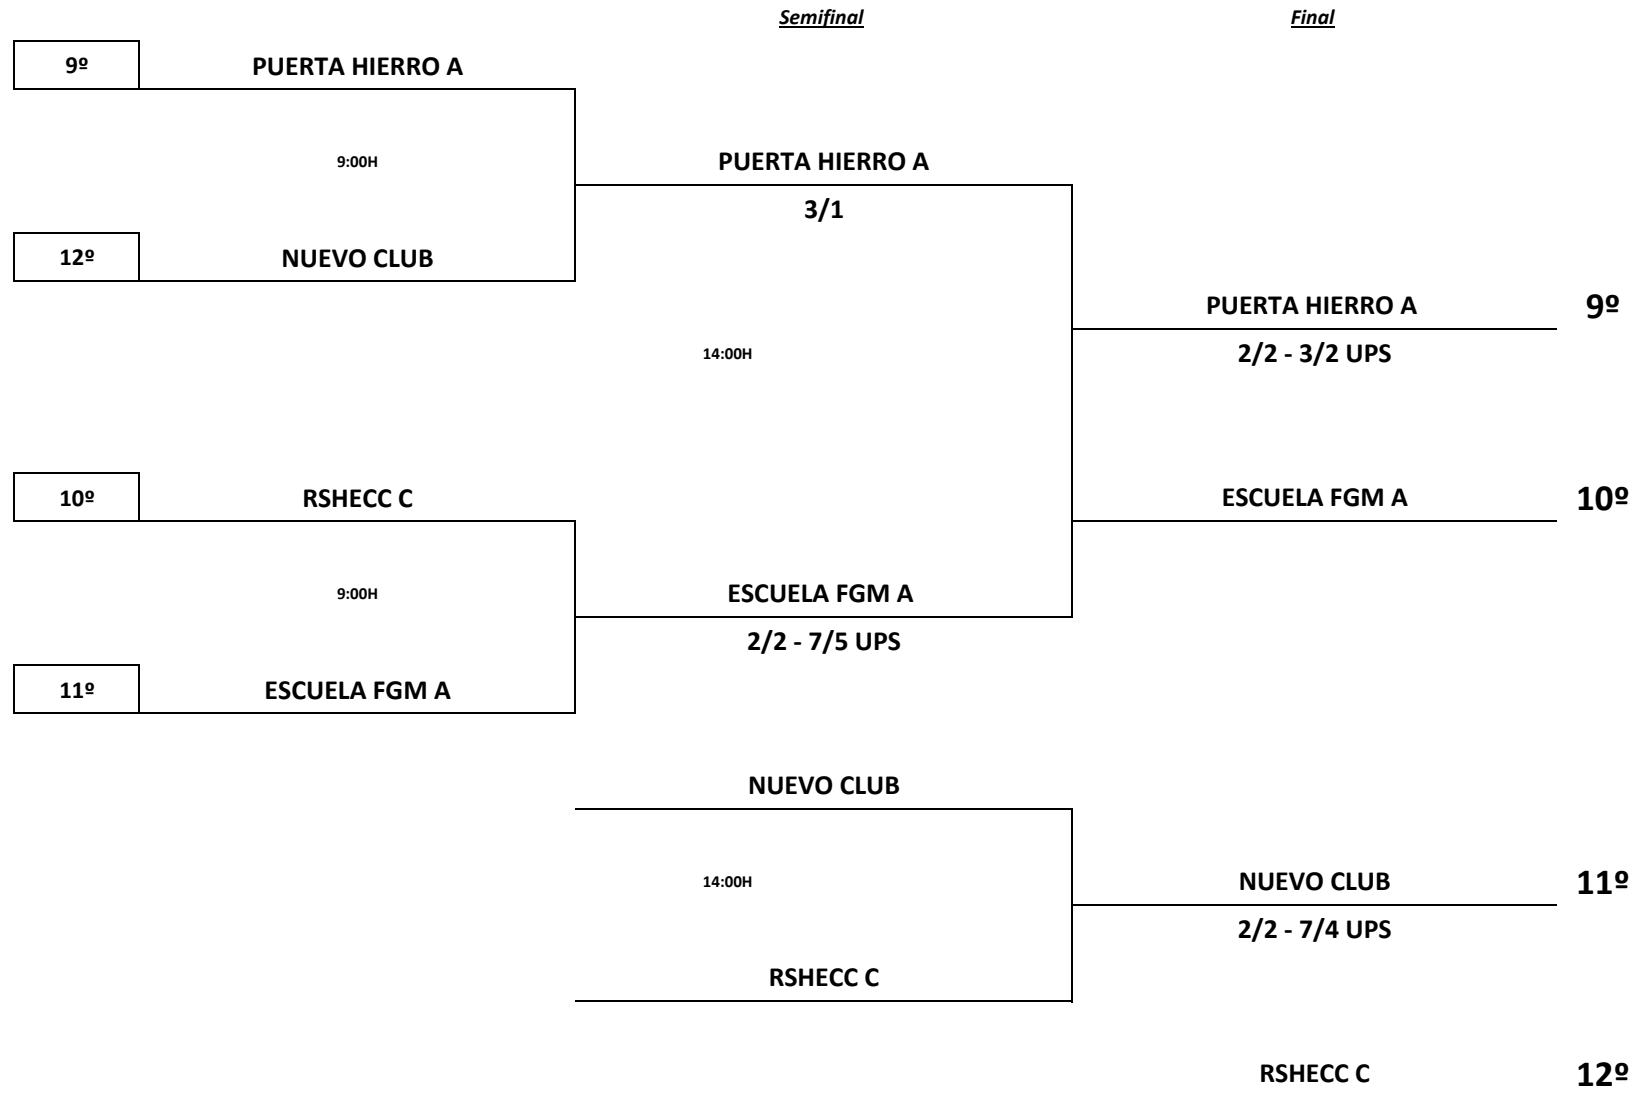 Semifinal Final
9º PUERTA HIERRO A
9:00H PUERTA HIERRO A
3/1
12º NUEVO CLUB
PUERTA HIERRO A 9º
14:00H 2/2 - 3/2 UPS
10º RSHECC C ESCUELA FGM A 10º
9:00H ESCUELA FGM A
2/2 - 7/5 UPS
11º ESCUELA FGM A
NUEVO CLUB
14:00H NUEVO CLUB 11º
2/2 - 7/4 UPS
RSHECC C
RSHECC C 12º